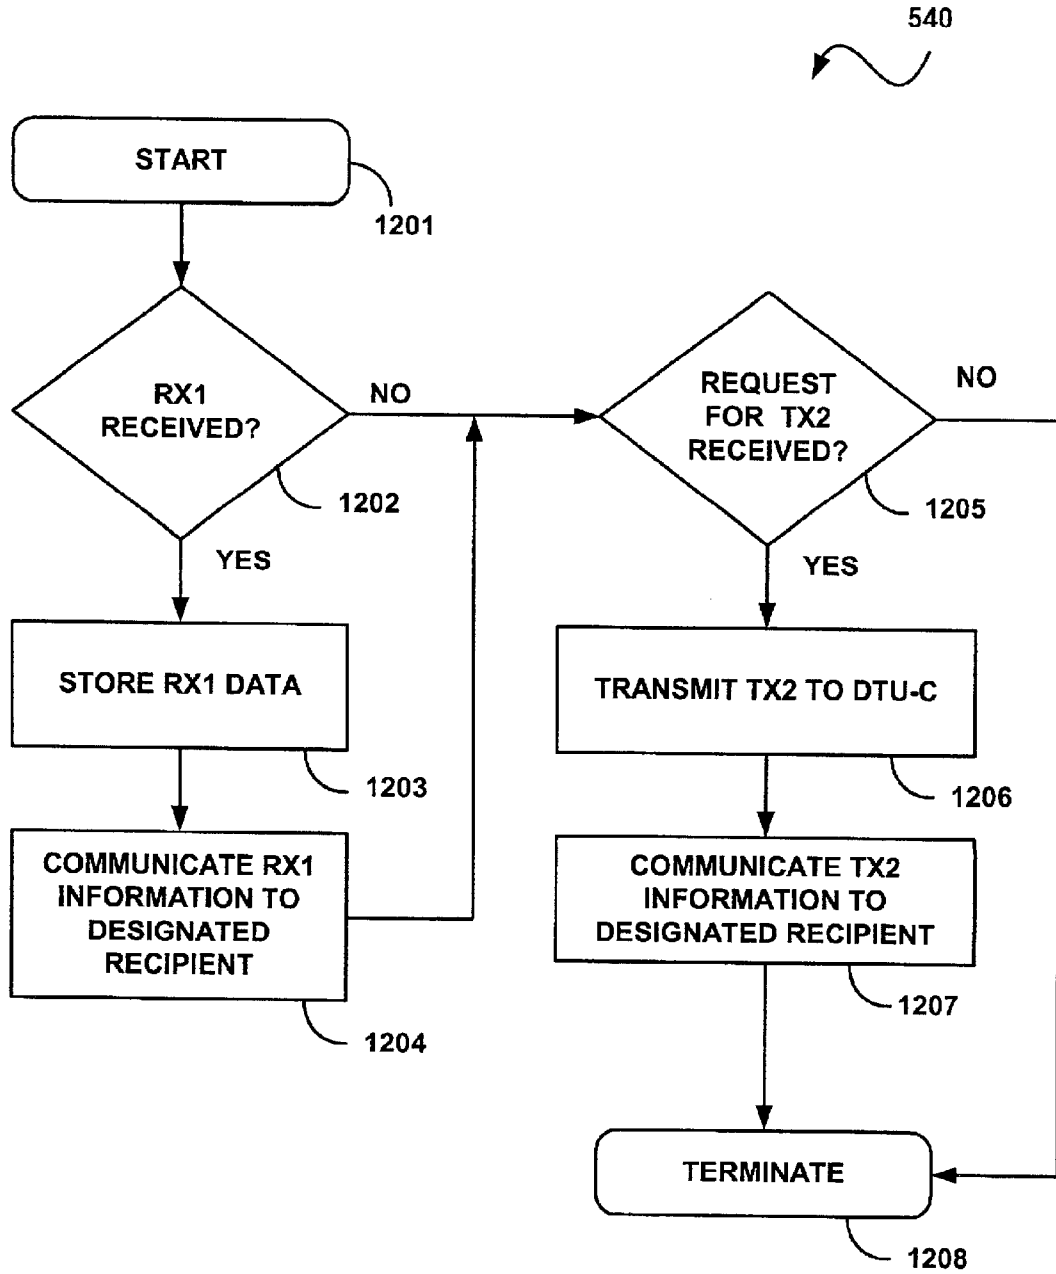 540
START
1201
RX1
RECEIVED?
NO
1202
YES
STORE RX1 DATA
1203
COMMUNICATE RX1
INFORMATION TO
DESIGNATED
RECIPIENT
1204
REQUEST
FOR TX2
RECEIVED?
NO
1205
YES
TRANSMIT TX2 TO DTU-C
1206
COMMUNICATE TX2
INFORMATION TO
DESIGNATED RECIPIENT
1207
TERMINATE
1208